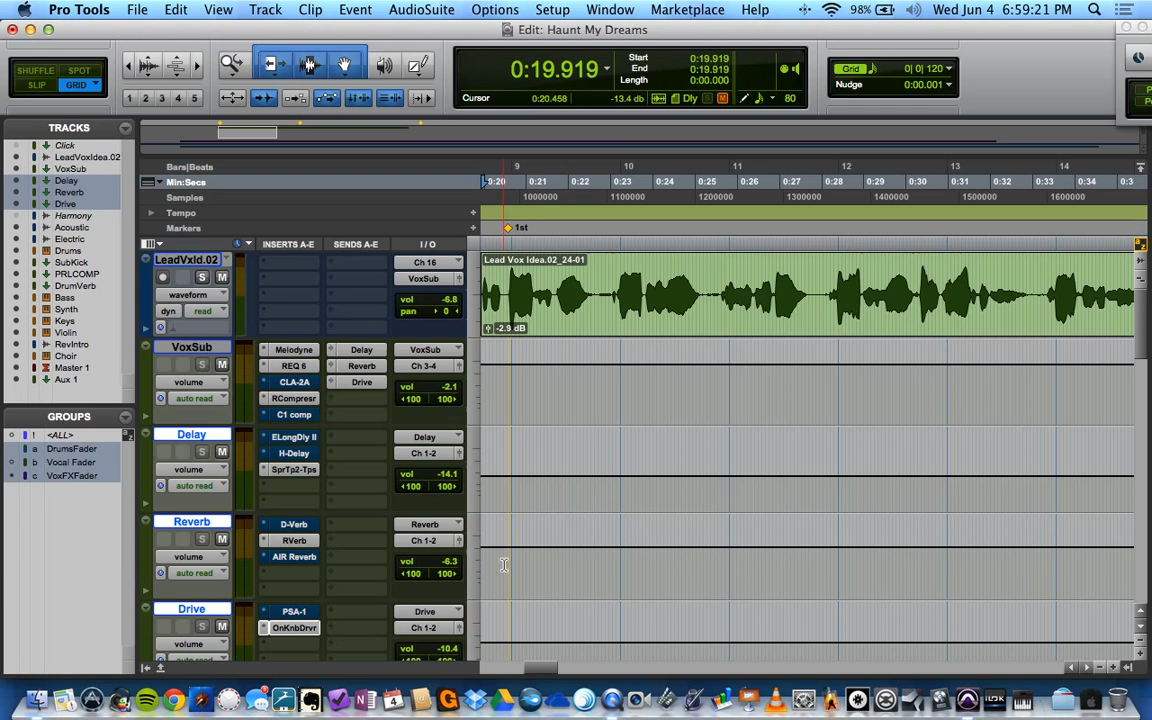 Pro Tools File Edit View Track Clip Event AudioSuite Options Setup Window Marketplace Help 98% Wed Jun 4 6:59:21 PM
Edit: Haunt My Dreams
SHUFFLE SPOT
SLIP GRID
1 2 3 4 5
0:19.919
Start 0:19.919
End 0:19.919
Length 0:00.000
Cursor 0:20.458 -13.4 db Dly 80
Grid 0| 0| 120
Nudge 0:00.001
TRACKS
Click
LeadVoxIdea.02
VoxSub
Delay
Reverb
Drive
Harmony
Acoustic
Electric
Drums
SubKick
PRLCOMP
DrumVerb
Bass
Synth
Keys
Violin
RevIntro
Choir
Master 1
Aux 1
GROUPS
! <ALL>
a DrumsFader
b Vocal Fader
c VoxFXFader
Bars|Beats 9 10 11 12 13 14
Min:Secs 0:20 0:21 0:22 0:23 0:24 0:25 0:26 0:27 0:28 0:29 0:30 0:31 0:32 0:33 0:34 0:3
Samples 1000000 1100000 1200000 1300000 1400000 1500000 1600000
Tempo
Markers 1st
INSERTS A-E SENDS A-E I / O
LeadVxId.02 Ch 16
S M VoxSub
waveform vol -6.8
dyn read pan 0
Lead Vox Idea.02_24-01
-2.9 dB
VoxSub Melodyne Delay VoxSub
S M REQ 6 Reverb Ch 3-4
volume CLA-2A Drive vol -2.1
auto read RCompresr 100 100
C1 comp
Delay ELongDly II Delay
S M H-Delay Ch 1-2
volume SprTp2-Tps vol -14.1
auto read 100 100
Reverb D-Verb Reverb
S M RVerb Ch 1-2
volume AIR Reverb vol -6.3
auto read 100 100
Drive PSA-1 Drive
S M OnKnbDrvr Ch 1-2
volume vol -10.4
auto read 100 100